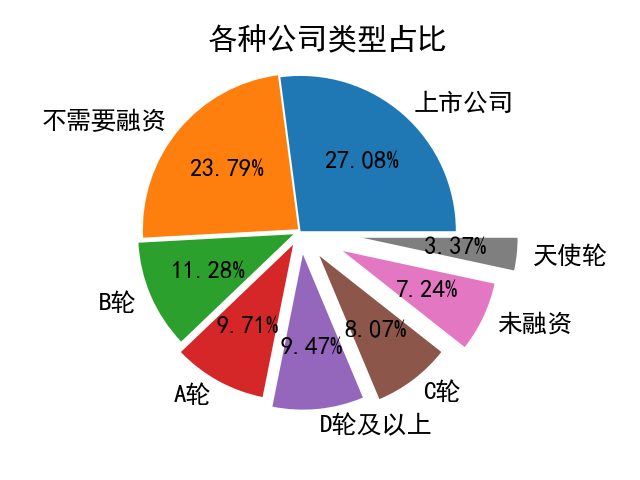 各种公司类型占比
上市公司
27.08%
不需要融资
23.79%
B轮
11.28%
A轮
9.71%
D轮及以上
9.47%
C轮
8.07%
未融资
7.24%
天使轮
3.37%